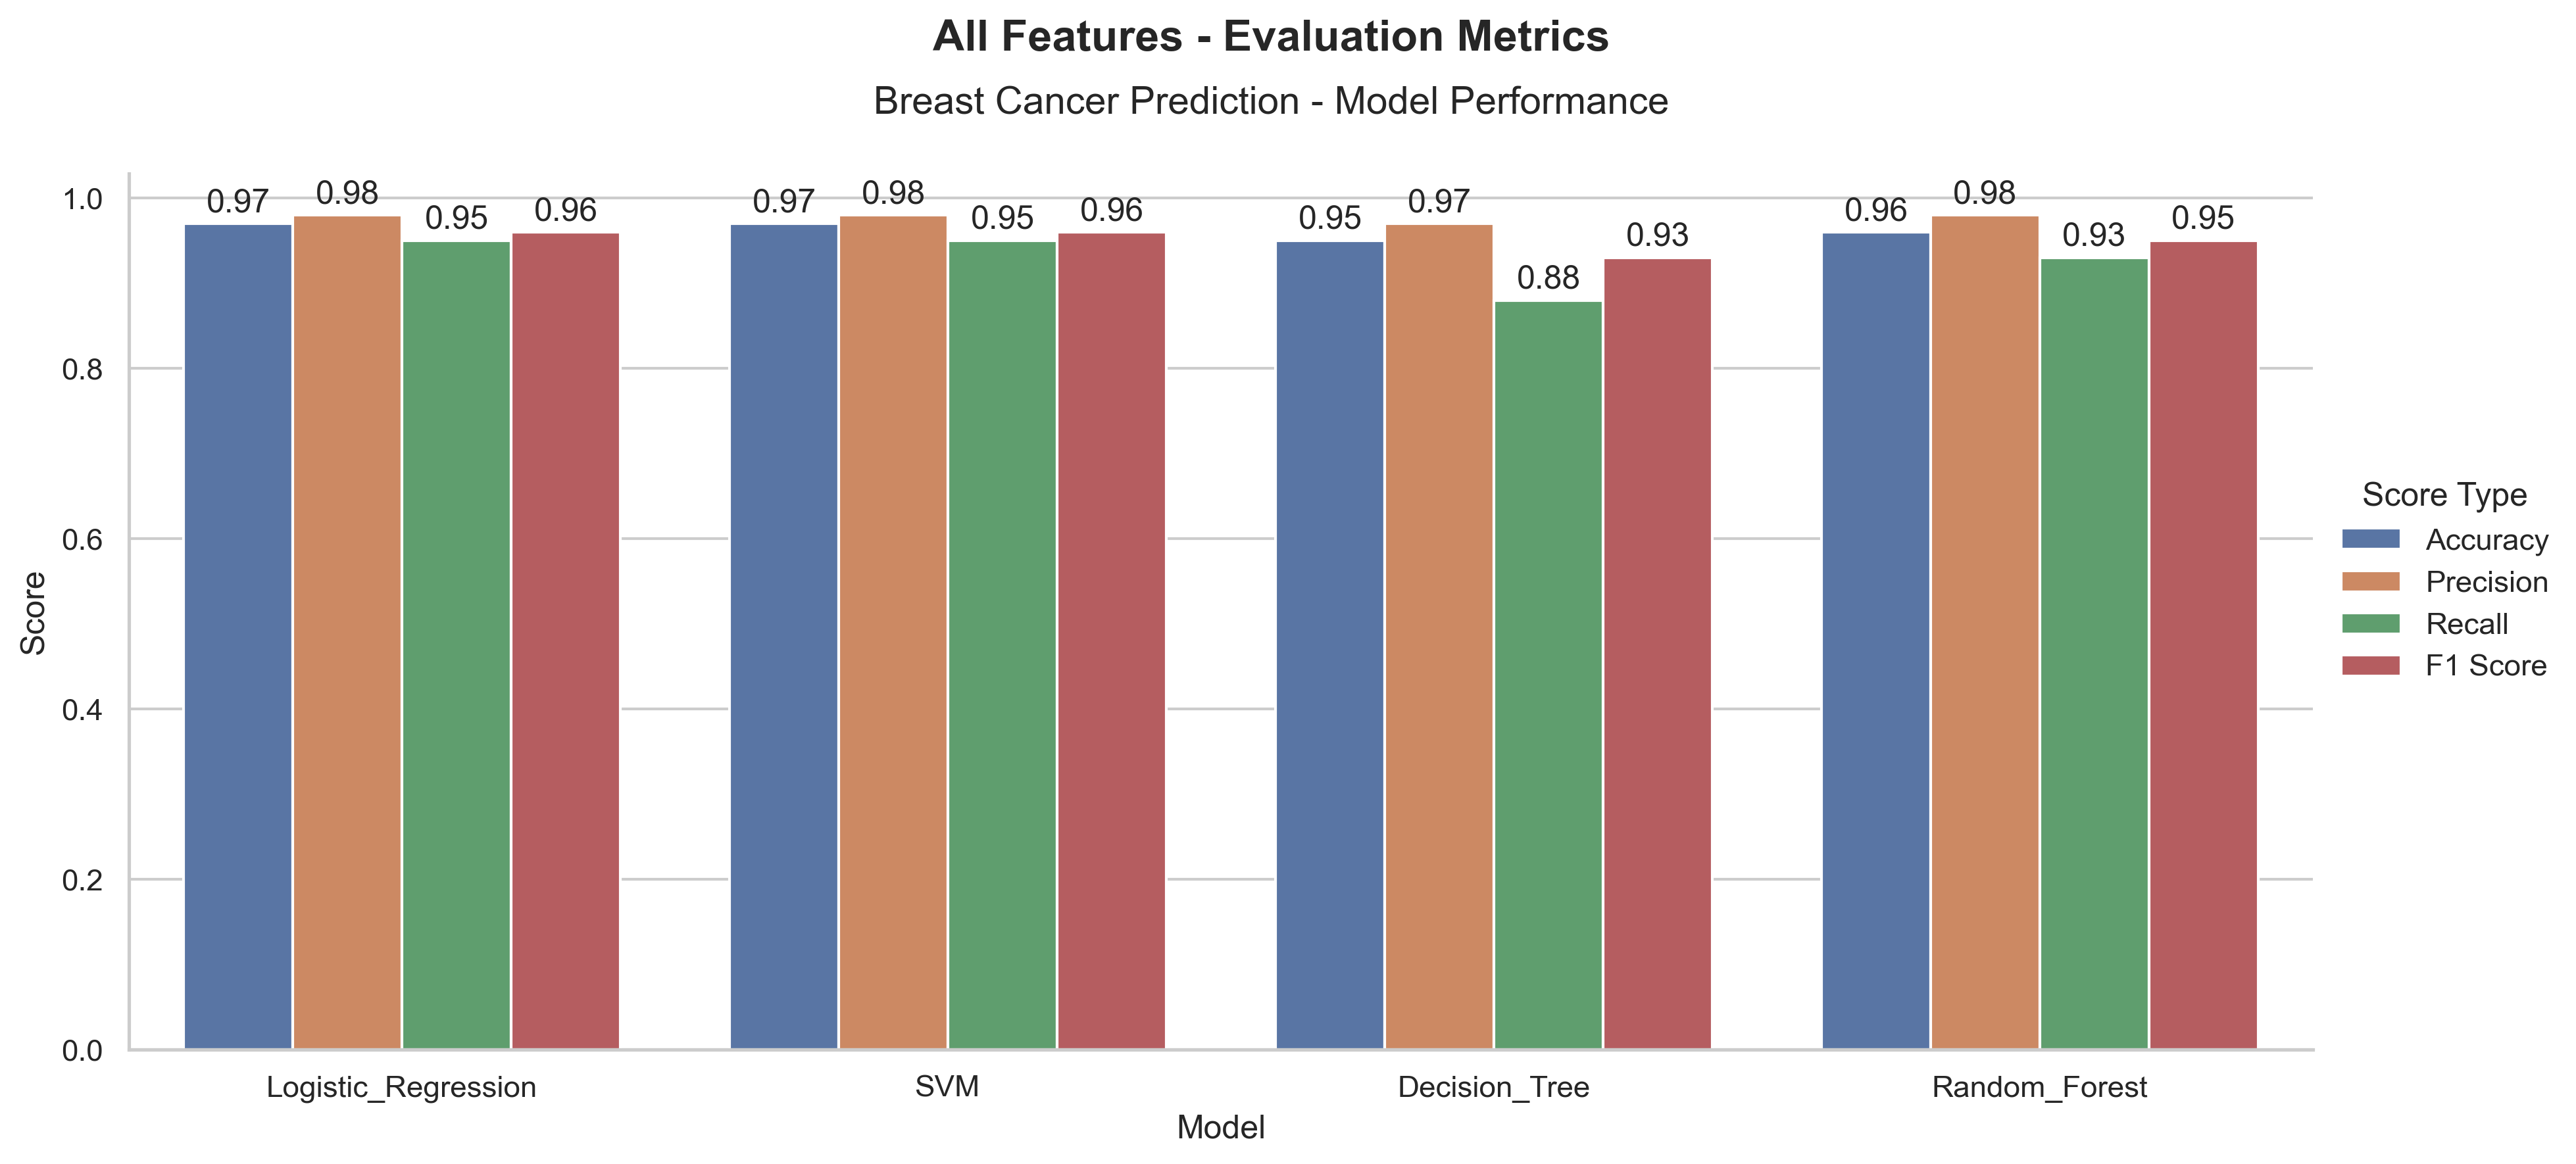 All Features - Evaluation Metrics
Breast Cancer Prediction - Model Performance
Score
1.0
0.8
0.6
0.4
0.2
0.0
0.97
0.98
0.95
0.96
0.97
0.98
0.95
0.96
0.95
0.97
0.88
0.93
0.96
0.98
0.93
0.95
Logistic_Regression
SVM
Decision_Tree
Random_Forest
Model
Score Type
Accuracy
Precision
Recall
F1 Score